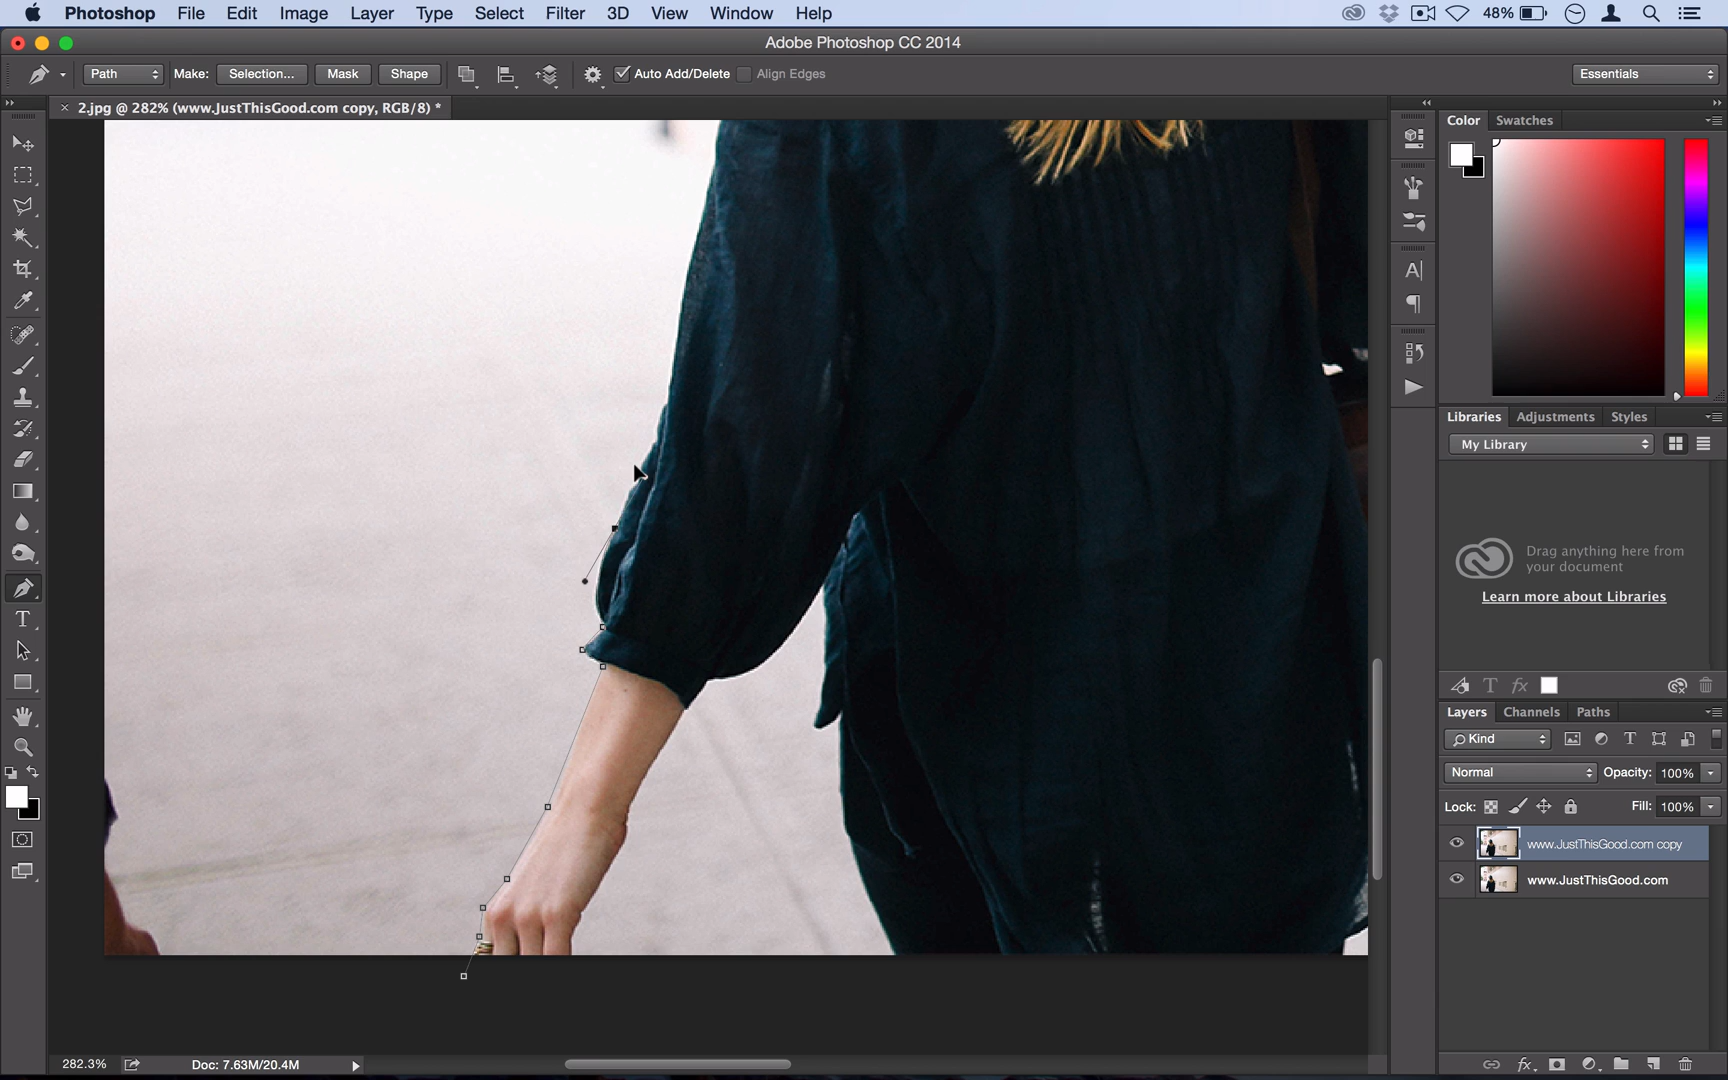 Photoshop File Edit Image Layer Type Select Filter 3D View Window Help 48%
Adobe Photoshop CC 2014
Path Make: Selection... Mask Shape Auto Add/Delete Align Edges Essentials
2.jpg @ 282% (www.JustThisGood.com copy, RGB/8) *
Color Swatches
Libraries Adjustments Styles
My Library
Drag anything here from
your document
Learn more about Libraries
Layers Channels Paths
Kind
Normal Opacity: 100%
Lock: Fill: 100%
www.JustThisGood.com copy
www.JustThisGood.com
282.3% Doc: 7.63M/20.4M